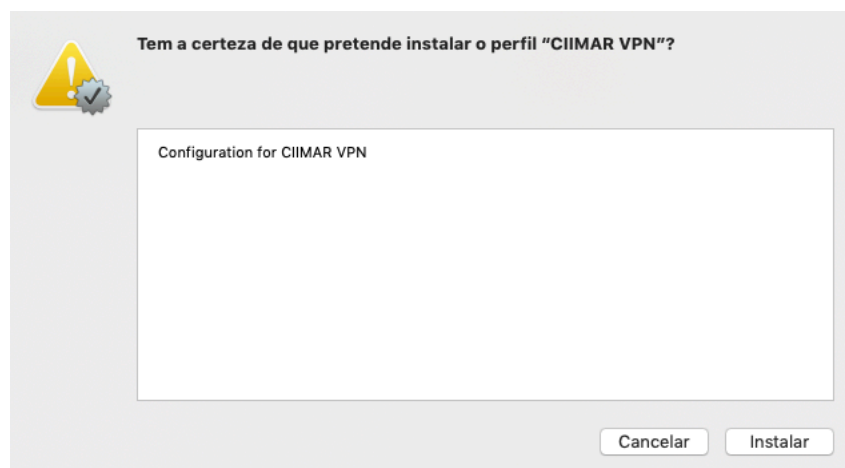 Tem a certeza de que pretende instalar o perfil “CIIMAR VPN”?
Configuration for CIIMAR VPN
Cancelar
Instalar